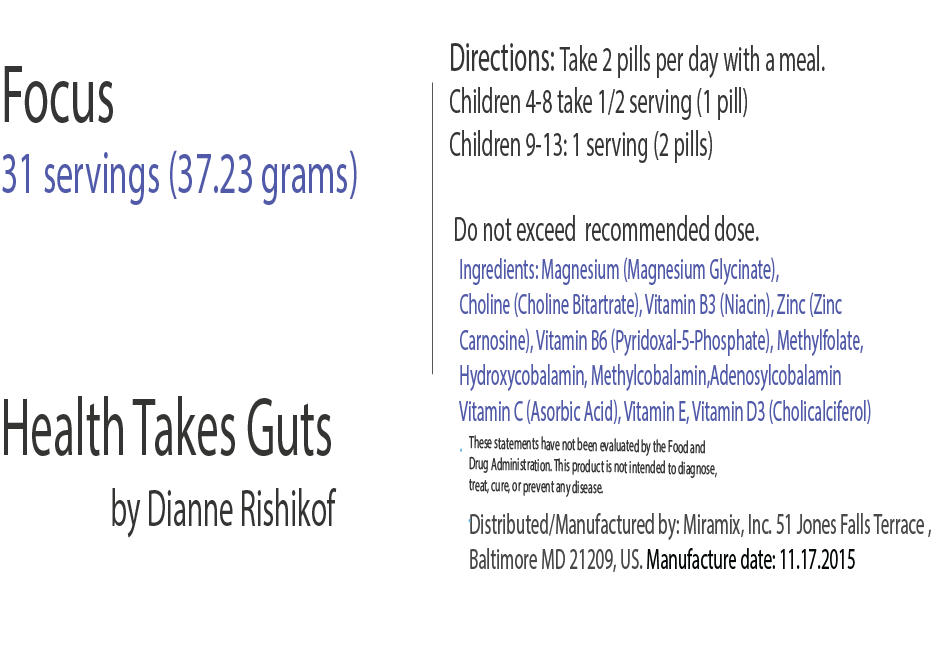 Focus
31 servings (37.23 grams)
Health Takes Guts
by Dianne Rishikof
Directions: Take 2 pills per day with a meal.
Children 4-8 take 1/2 serving (1 pill)
Children 9-13: 1 serving (2 pills)
Do not exceed recommended dose.
Ingredients: Magnesium (Magnesium Glycinate),
Choline (Choline Bitartrate), Vitamin B3 (Niacin), Zinc (Zinc
Carnosine), Vitamin B6 (Pyridoxal-5-Phosphate), Methylfolate,
Hydroxycobalamin, Methylcobalamin,Adenosylcobalamin
Vitamin C (Asorbic Acid), Vitamin E, Vitamin D3 (Cholicalciferol)
These statements have not been evaluated by the Food and
Drug Administration. This product is not intended to diagnose,
treat, cure, or prevent any disease.
Distributed/Manufactured by: Miramix, Inc. 51 Jones Falls Terrace ,
Baltimore MD 21209, US. Manufacture date: 11.17.2015